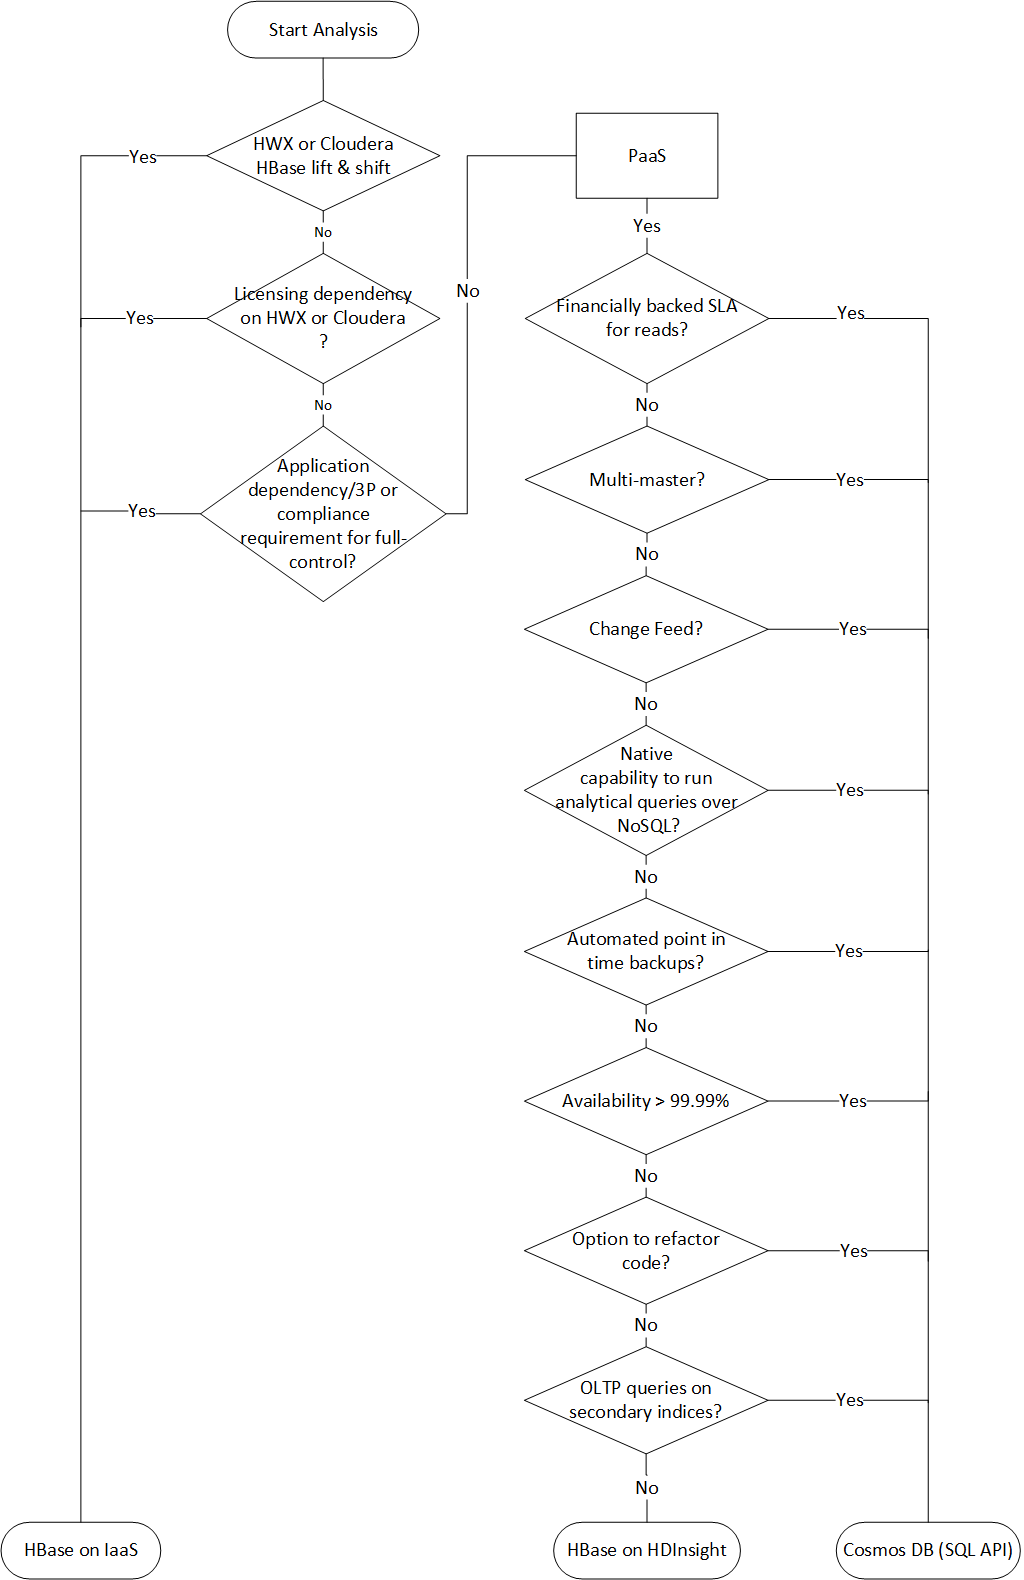 Start Analysis
HWX or Cloudera
HBase lift & shift
Yes
No
Licensing dependency
on HWX or Cloudera
?
Yes
No
Application
dependency/3P or
compliance
requirement for full-
control?
Yes
No
PaaS
Yes
Financially backed SLA
for reads?
Yes
No
Multi-master?
Yes
No
Change Feed?
Yes
No
Native
capability to run
analytical queries over
NoSQL?
Yes
No
Automated point in
time backups?
Yes
No
Availability > 99.99%
Yes
No
Option to refactor
code?
Yes
No
OLTP queries on
secondary indices?
Yes
No
HBase on IaaS
HBase on HDInsight
Cosmos DB (SQL API)